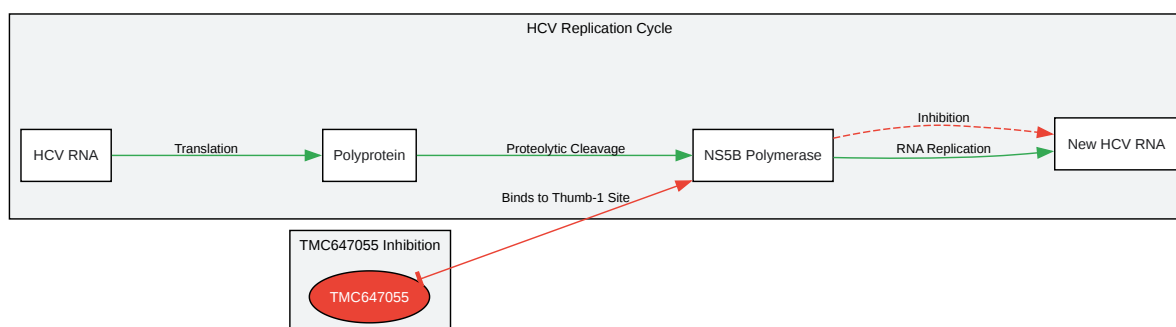 HCV Replication Cycle
Inhibition
HCV RNA
Translation
Polyprotein
Proteolytic Cleavage
NS5B Polymerase
RNA Replication
New HCV RNA
Binds to Thumb-1 Site
TMC647055 Inhibition
TMC647055